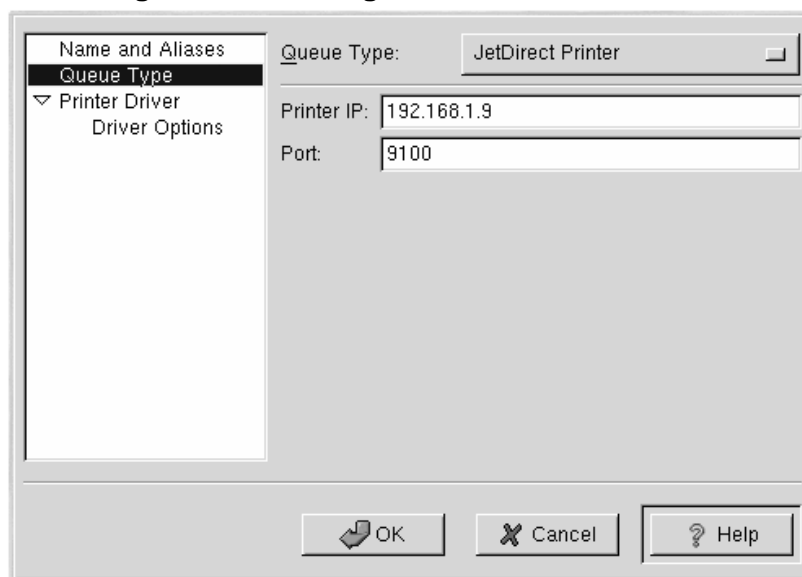 Name and Aliases
Queue Type
Printer Driver
Driver Options
Queue Type: JetDirect Printer
Printer IP: 192.168.1.9
Port: 9100
OK Cancel Help